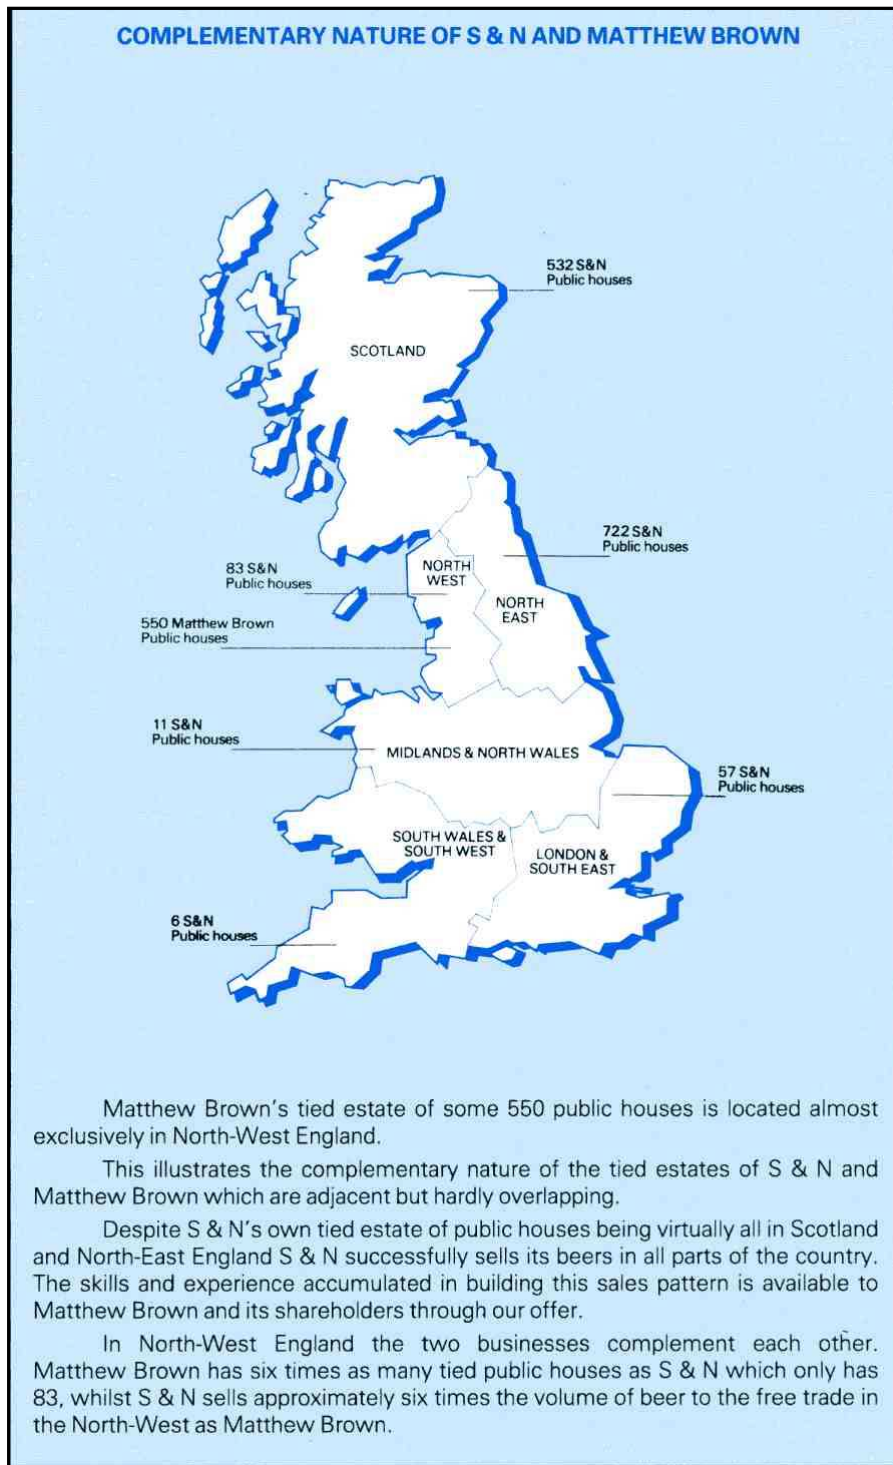 COMPLEMENTARY NATURE OF S & N AND MATTHEW BROWN
532 S&N
Public houses
SCOTLAND
722 S&N
Public houses
83 S&N
Public houses
NORTH
WEST
NORTH
EAST
550 Matthew Brown
Public houses
11 S&N
Public houses
MIDLANDS & NORTH WALES
57 S&N
Public houses
SOUTH WALES &
SOUTH WEST
LONDON &
SOUTH EAST
6 S&N
Public houses
Matthew Brown's tied estate of some 550 public houses is located almost
exclusively in North-West England.
This illustrates the complementary nature of the tied estates of S & N and
Matthew Brown which are adjacent but hardly overlapping.
Despite S & N's own tied estate of public houses being virtually all in Scotland
and North-East England S & N successfully sells its beers in all parts of the country.
The skills and experience accumulated in building this sales pattern is available to
Matthew Brown and its shareholders through our offer.
In North-West England the two businesses complement each other.
Matthew Brown has six times as many tied public houses as S & N which only has
83, whilst S & N sells approximately six times the volume of beer to the free trade in
the North-West as Matthew Brown.